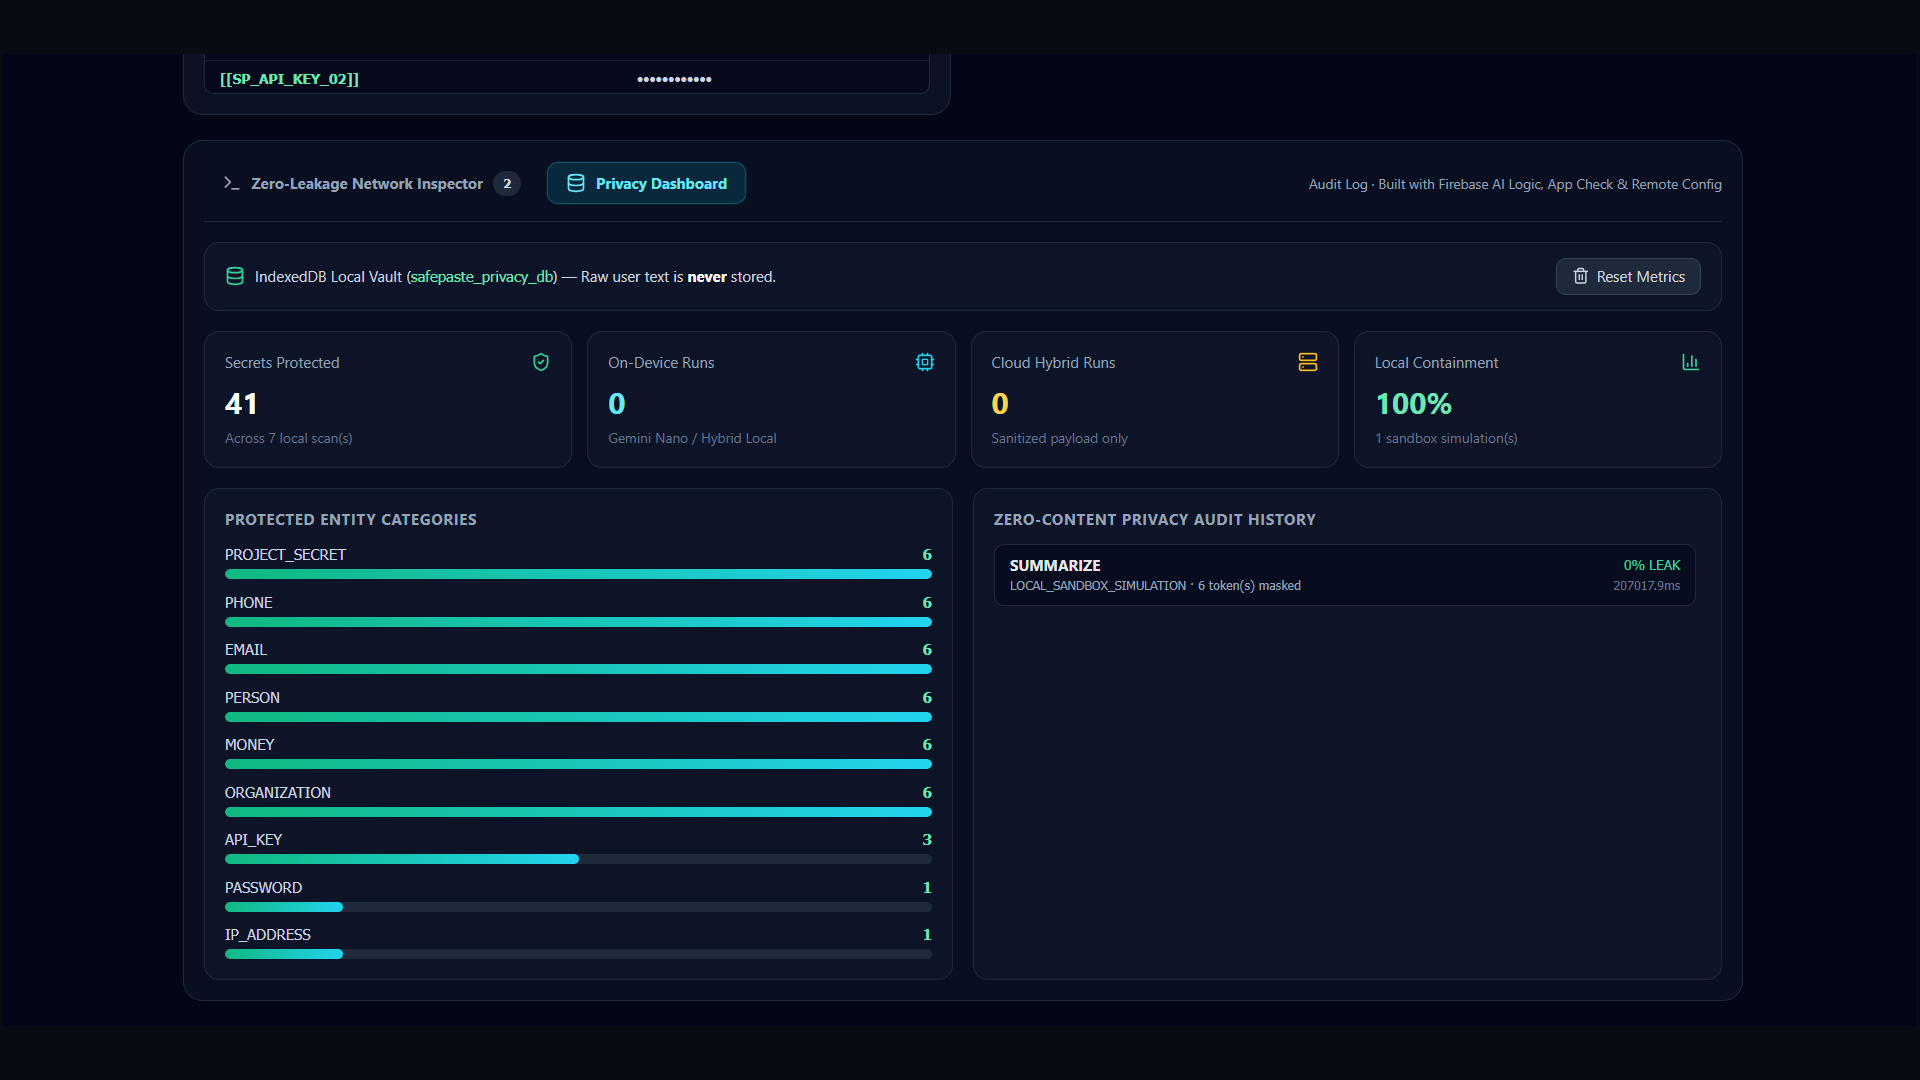 [[SP_API_KEY_02]] ••••••••••••
Zero-Leakage Network Inspector 2
Privacy Dashboard
Audit Log · Built with Firebase AI Logic, App Check & Remote Config
IndexedDB Local Vault (safepaste_privacy_db) — Raw user text is never stored.
Reset Metrics
Secrets Protected
41
Across 7 local scan(s)
On-Device Runs
0
Gemini Nano / Hybrid Local
Cloud Hybrid Runs
0
Sanitized payload only
Local Containment
100%
1 sandbox simulation(s)
PROTECTED ENTITY CATEGORIES
PROJECT_SECRET 6
PHONE 6
EMAIL 6
PERSON 6
MONEY 6
ORGANIZATION 6
API_KEY 3
PASSWORD 1
IP_ADDRESS 1
ZERO-CONTENT PRIVACY AUDIT HISTORY
SUMMARIZE 0% LEAK
LOCAL_SANDBOX_SIMULATION · 6 token(s) masked 207017.9ms